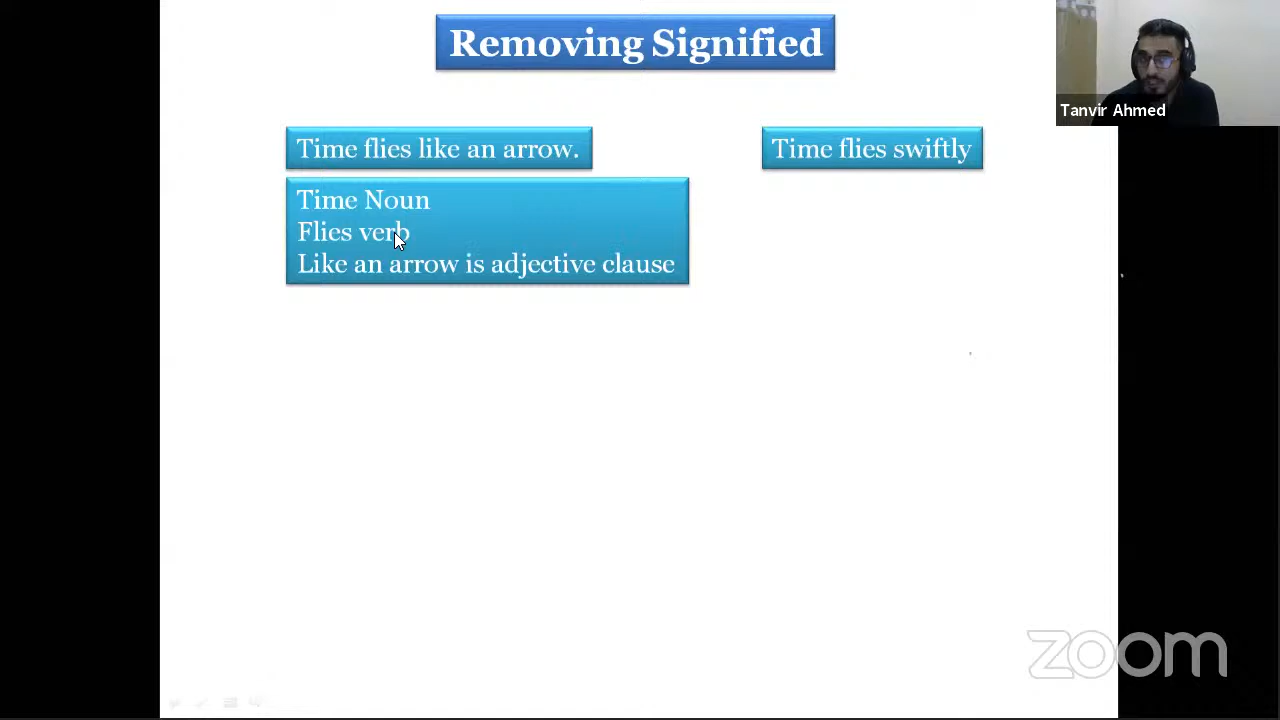 Removing Signified
Tanvir Ahmed
Time flies like an arrow.
Time flies swiftly
Time Noun
Flies verb
Like an arrow is adjective clause
zoom